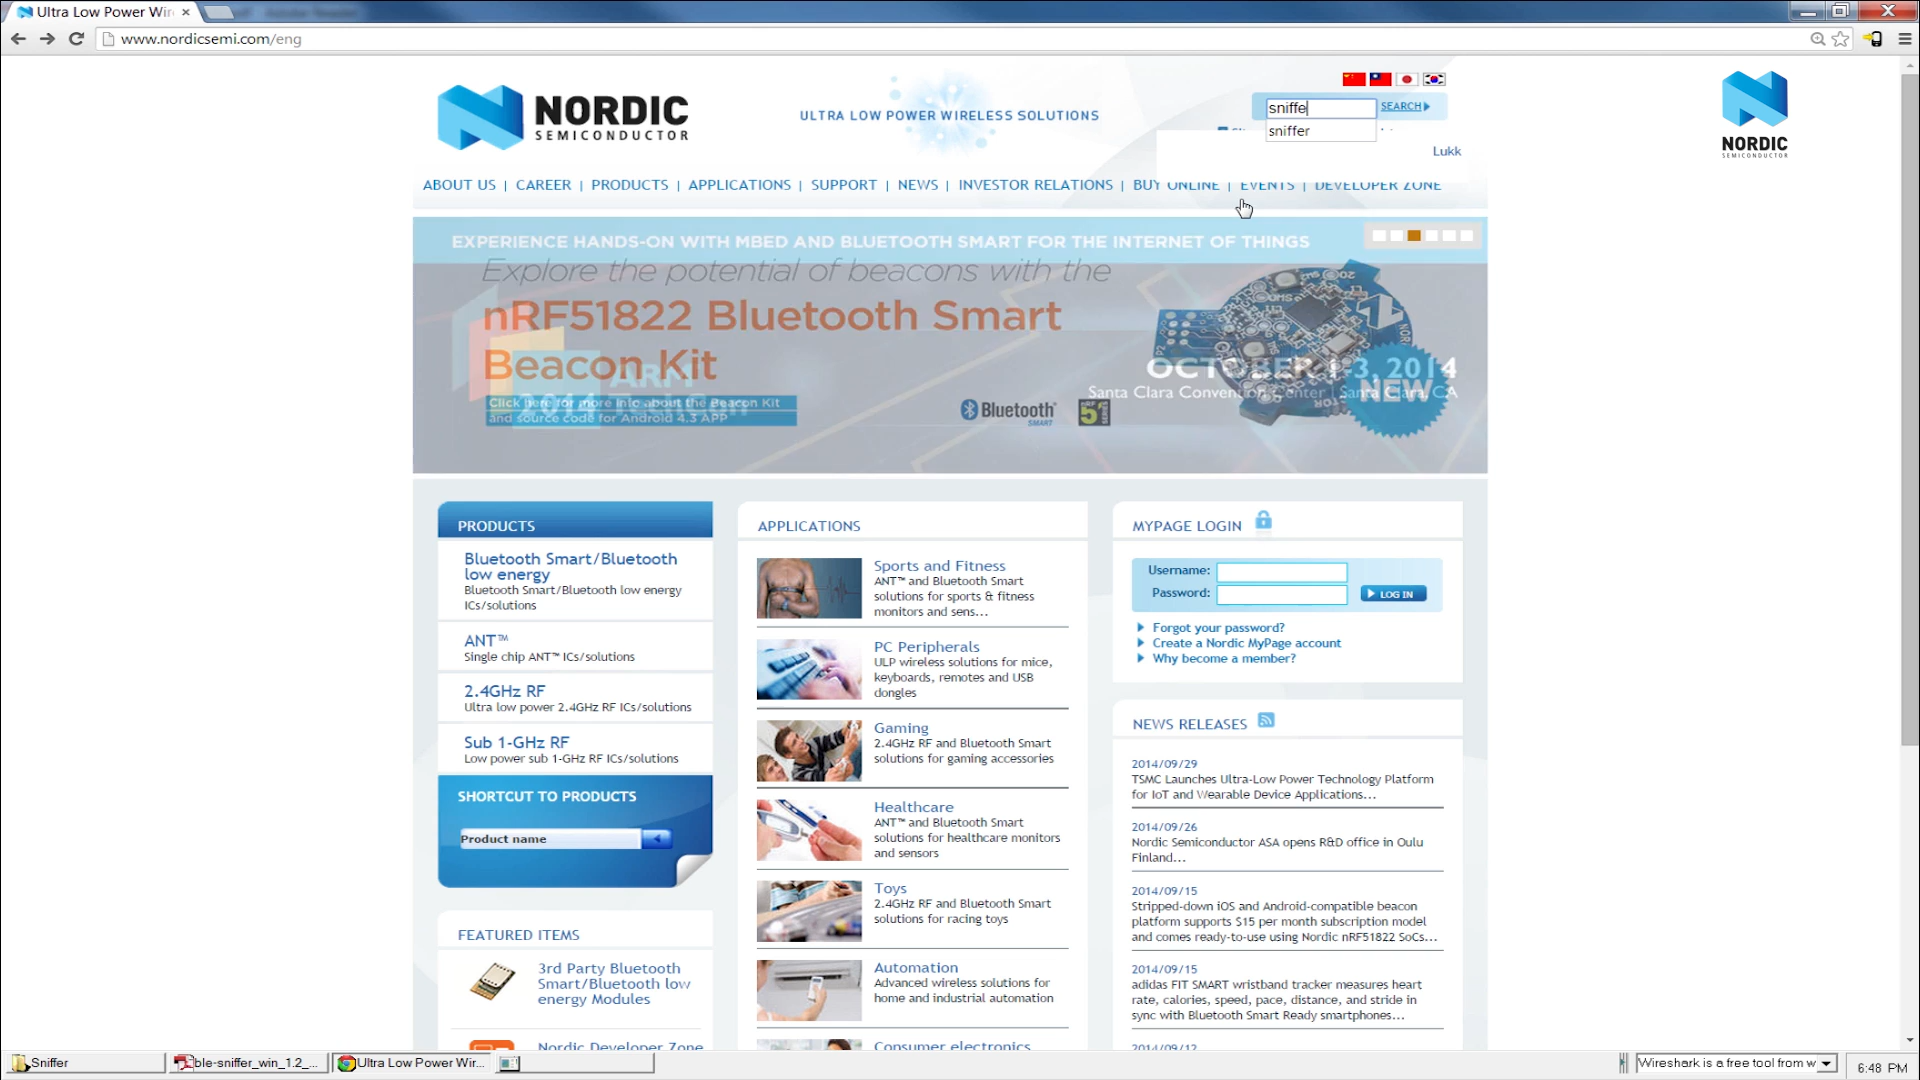 Ultra Low Power Wir
www.nordicsemi.com/eng
NORDIC
SEMICONDUCTOR
ULTRA LOW POWER WIRELESS SOLUTIONS
sniffe
SEARCH
sniffer
Lukk
NORDIC
SEMICONDUCTOR
ABOUT US | CAREER | PRODUCTS | APPLICATIONS | SUPPORT | NEWS | INVESTOR RELATIONS | BUY ONLINE | EVENTS | DEVELOPER ZONE
EXPERIENCE HANDS-ON WITH MBED AND BLUETOOTH SMART FOR THE INTERNET OF THINGS
Explore the potential of beacons with the
nRF51822 Bluetooth Smart
Beacon Kit
ARM
2014
Click here for more info about the Beacon Kit
and source code for Android 4.3 APP
Bluetooth
SMART
OCTOBER 1-3, 2014
Santa Clara Convention Center | Santa Clara, CA
NEW
PRODUCTS
Bluetooth Smart/Bluetooth
low energy
Bluetooth Smart/Bluetooth low energy
ICs/solutions
ANT™
Single chip ANT™ ICs/solutions
2.4GHz RF
Ultra low power 2.4GHz RF ICs/solutions
Sub 1-GHz RF
Low power sub 1-GHz RF ICs/solutions
SHORTCUT TO PRODUCTS
Product name
FEATURED ITEMS
3rd Party Bluetooth
Smart/Bluetooth low
energy Modules
Nordic Developer Zone
APPLICATIONS
Sports and Fitness
ANT™ and Bluetooth Smart
solutions for sports & fitness
monitors and sens...
PC Peripherals
ULP wireless solutions for mice,
keyboards, remotes and USB
dongles
Gaming
2.4GHz RF and Bluetooth Smart
solutions for gaming accessories
Healthcare
ANT™ and Bluetooth Smart
solutions for healthcare monitors
and sensors
Toys
2.4GHz RF and Bluetooth Smart
solutions for racing toys
Automation
Advanced wireless solutions for
home and industrial automation
Consumer electronics
MYPAGE LOGIN
Username:
Password:
LOG IN
Forgot your password?
Create a Nordic MyPage account
Why become a member?
NEWS RELEASES
2014/09/29
TSMC Launches Ultra-Low Power Technology Platform
for IoT and Wearable Device Applications...
2014/09/26
Nordic Semiconductor ASA opens R&D office in Oulu
Finland...
2014/09/15
Stripped-down iOS and Android-compatible beacon
platform supports $15 per month subscription model
and comes ready-to-use using Nordic nRF51822 SoCs...
2014/09/15
adidas FIT SMART wristband tracker measures heart
rate, calories, speed, pace, distance, and stride in
sync with Bluetooth Smart Ready smartphones...
2014/09/12
Sniffer
ble-sniffer_win_1.2_...
Ultra Low Power Wir...
Wireshark is a free tool from w
6:48 PM